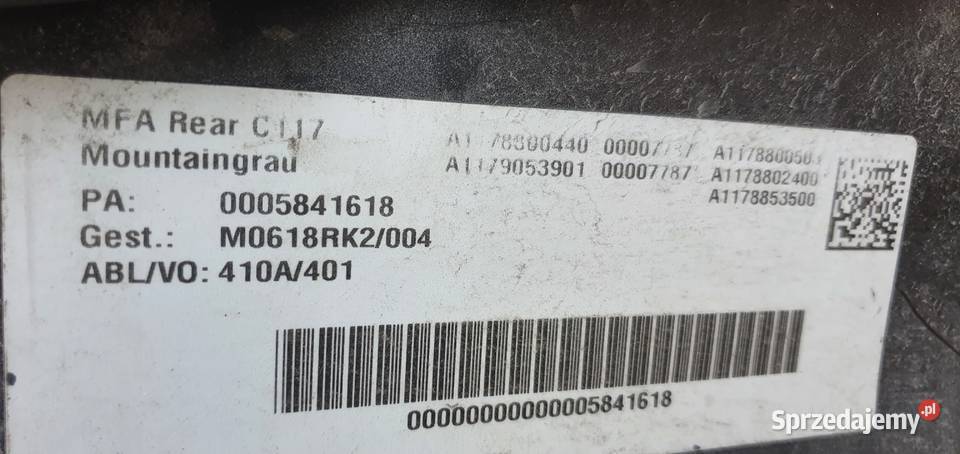 MFA Rear C117
Mountaingrau
PA: 0005841618
Gest.: M0618RK2/004
ABL/VO: 410A/401
A1179053901 00007787
A1178802400
A1178853500
00000000000005841618
Sprzedajemy.pl